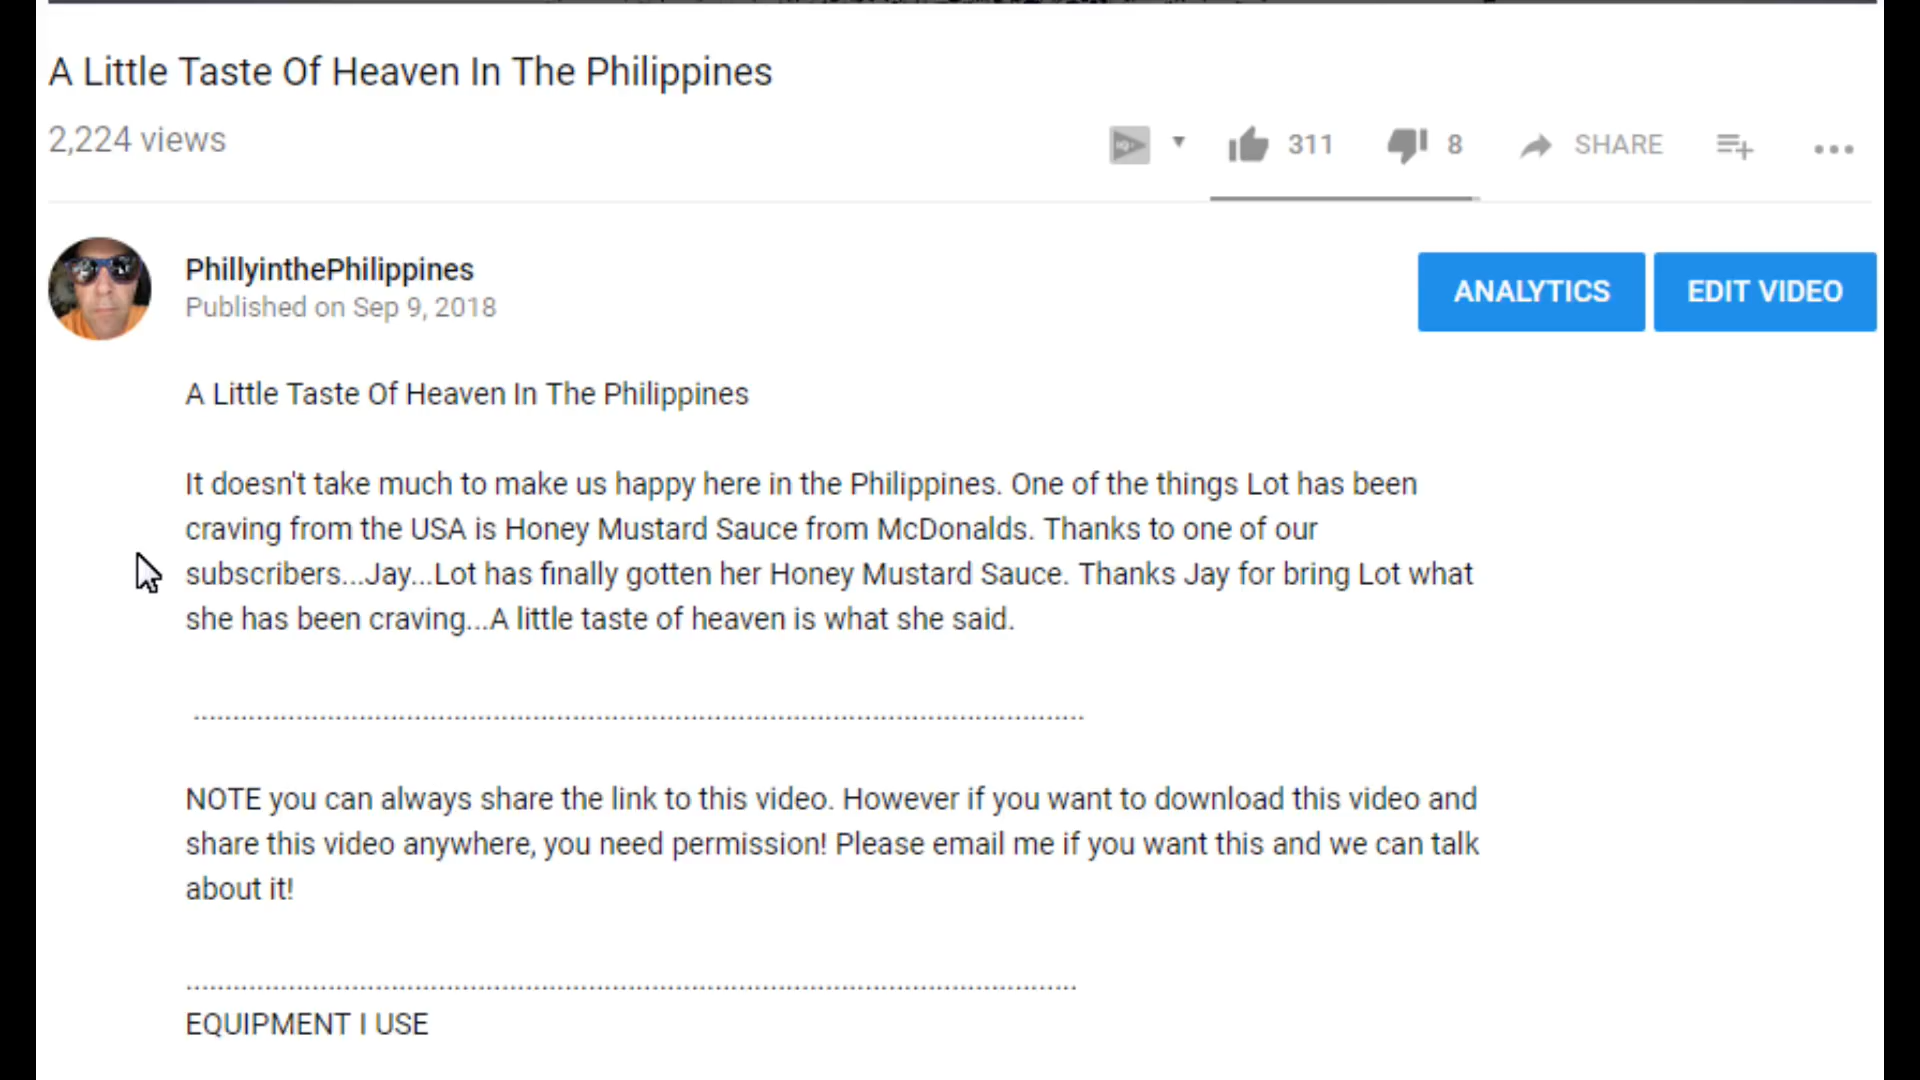 A Little Taste Of Heaven In The Philippines
2,224 views
311
8
SHARE
PhillyinthePhilippines
Published on Sep 9, 2018
ANALYTICS
EDIT VIDEO
A Little Taste Of Heaven In The Philippines
It doesn't take much to make us happy here in the Philippines. One of the things Lot has been
craving from the USA is Honey Mustard Sauce from McDonalds. Thanks to one of our
subscribers...Jay...Lot has finally gotten her Honey Mustard Sauce. Thanks Jay for bring Lot what
she has been craving...A little taste of heaven is what she said.
NOTE you can always share the link to this video. However if you want to download this video and
share this video anywhere, you need permission! Please email me if you want this and we can talk
about it!
EQUIPMENT I USE